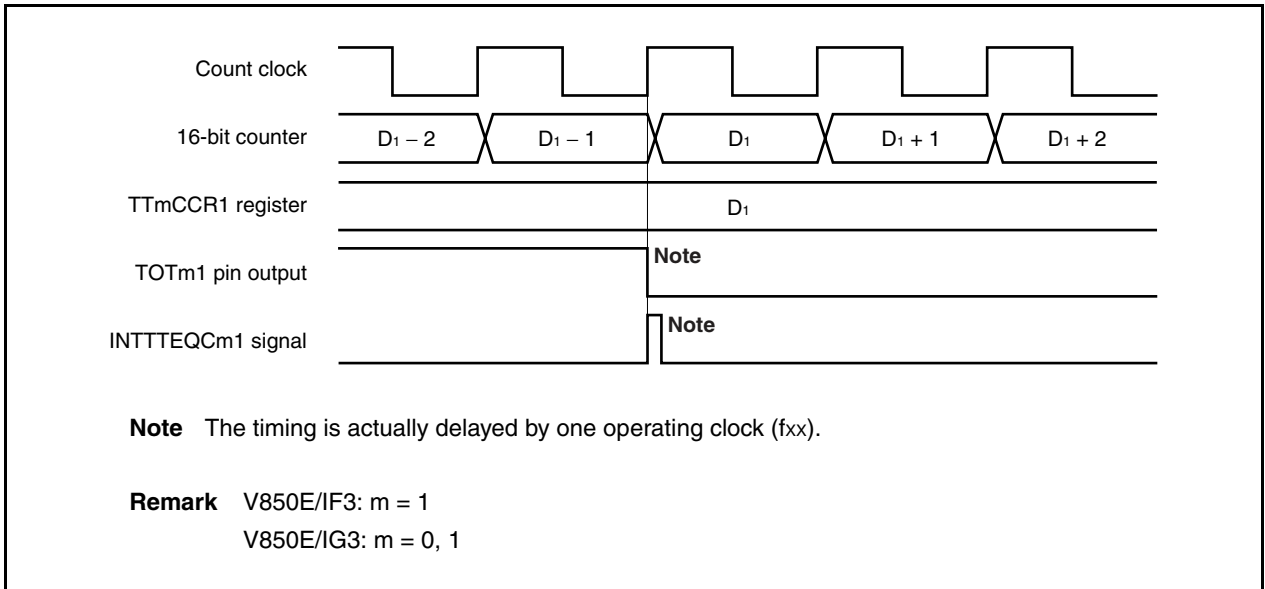 Count clock
16-bit counter
D1 − 2
D1 − 1
D1
D1 + 1
D1 + 2
TTmCCR1 register
D1
TOTm1 pin output
Note
INTTTEQCm1 signal
Note
Note The timing is actually delayed by one operating clock (fxx).
Remark V850E/IF3: m = 1
V850E/IG3: m = 0, 1